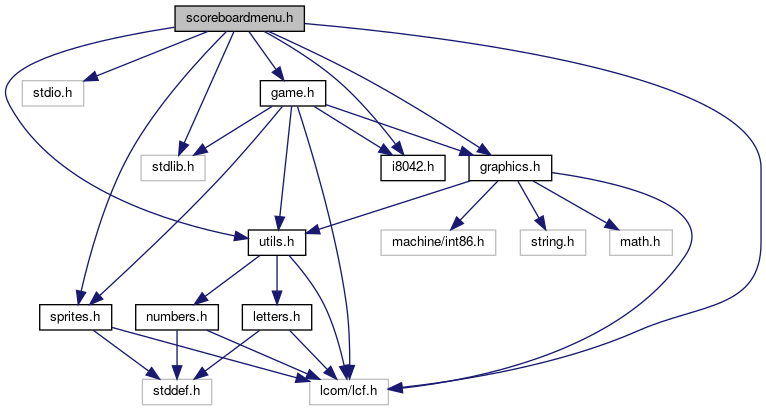 scoreboardmenu.h
stdio.h
game.h
stdlib.h
i8042.h
graphics.h
utils.h
machine/int86.h
string.h
math.h
sprites.h
numbers.h
letters.h
stddef.h
lcom/lcf.h